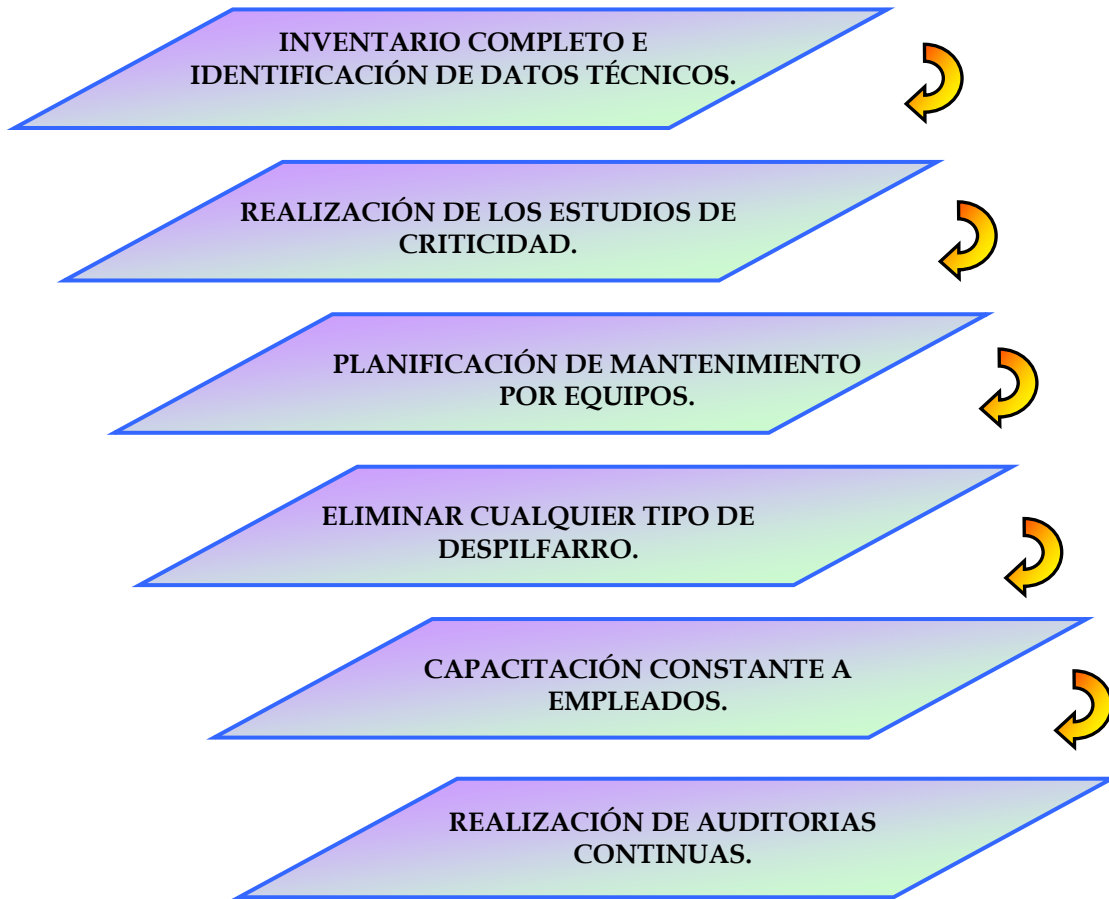 INVENTARIO COMPLETO E
IDENTIFICACIÓN DE DATOS TÉCNICOS.
REALIZACIÓN DE LOS ESTUDIOS DE
CRITICIDAD.
PLANIFICACIÓN DE MANTENIMIENTO
POR EQUIPOS.
ELIMINAR CUALQUIER TIPO DE
DESPILFARRO.
CAPACITACIÓN CONSTANTE A
EMPLEADOS.
REALIZACIÓN DE AUDITORIAS
CONTINUAS.